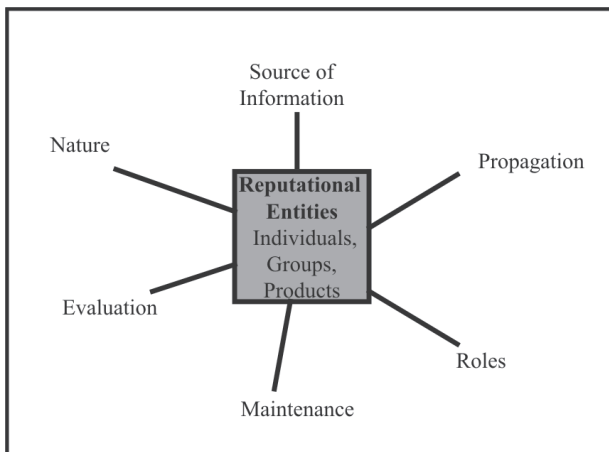 Source of
Information
Nature
Propagation
Reputational
Entities
Individuals,
Groups,
Products
Evaluation
Roles
Maintenance